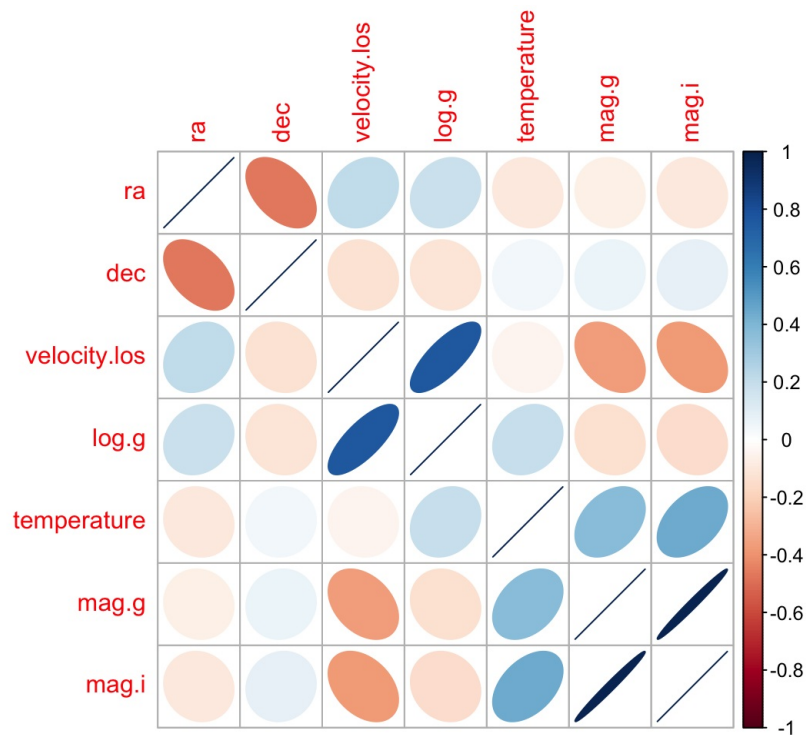 ra
dec
velocity.los
log.g
temperature
mag.g
mag.i
ra
dec
velocity.los
log.g
temperature
mag.g
mag.i
1
0.8
0.6
0.4
0.2
0
-0.2
-0.4
-0.6
-0.8
-1